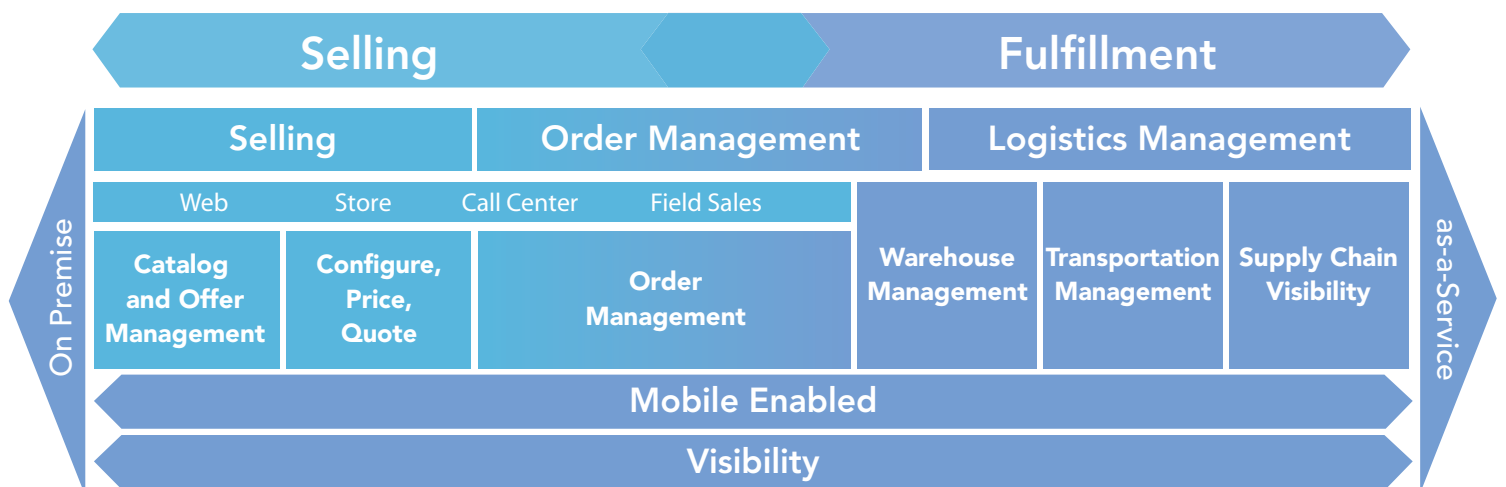 Selling
Fulfillment
Selling
Order Management
Logistics Management
Web
Store
Call Center
Field Sales
On Premise
Catalog
and Offer
Management
Configure,
Price,
Quote
Order
Management
Warehouse
Management
Transportation
Management
Supply Chain
Visibility
as-a-Service
Mobile Enabled
Visibility